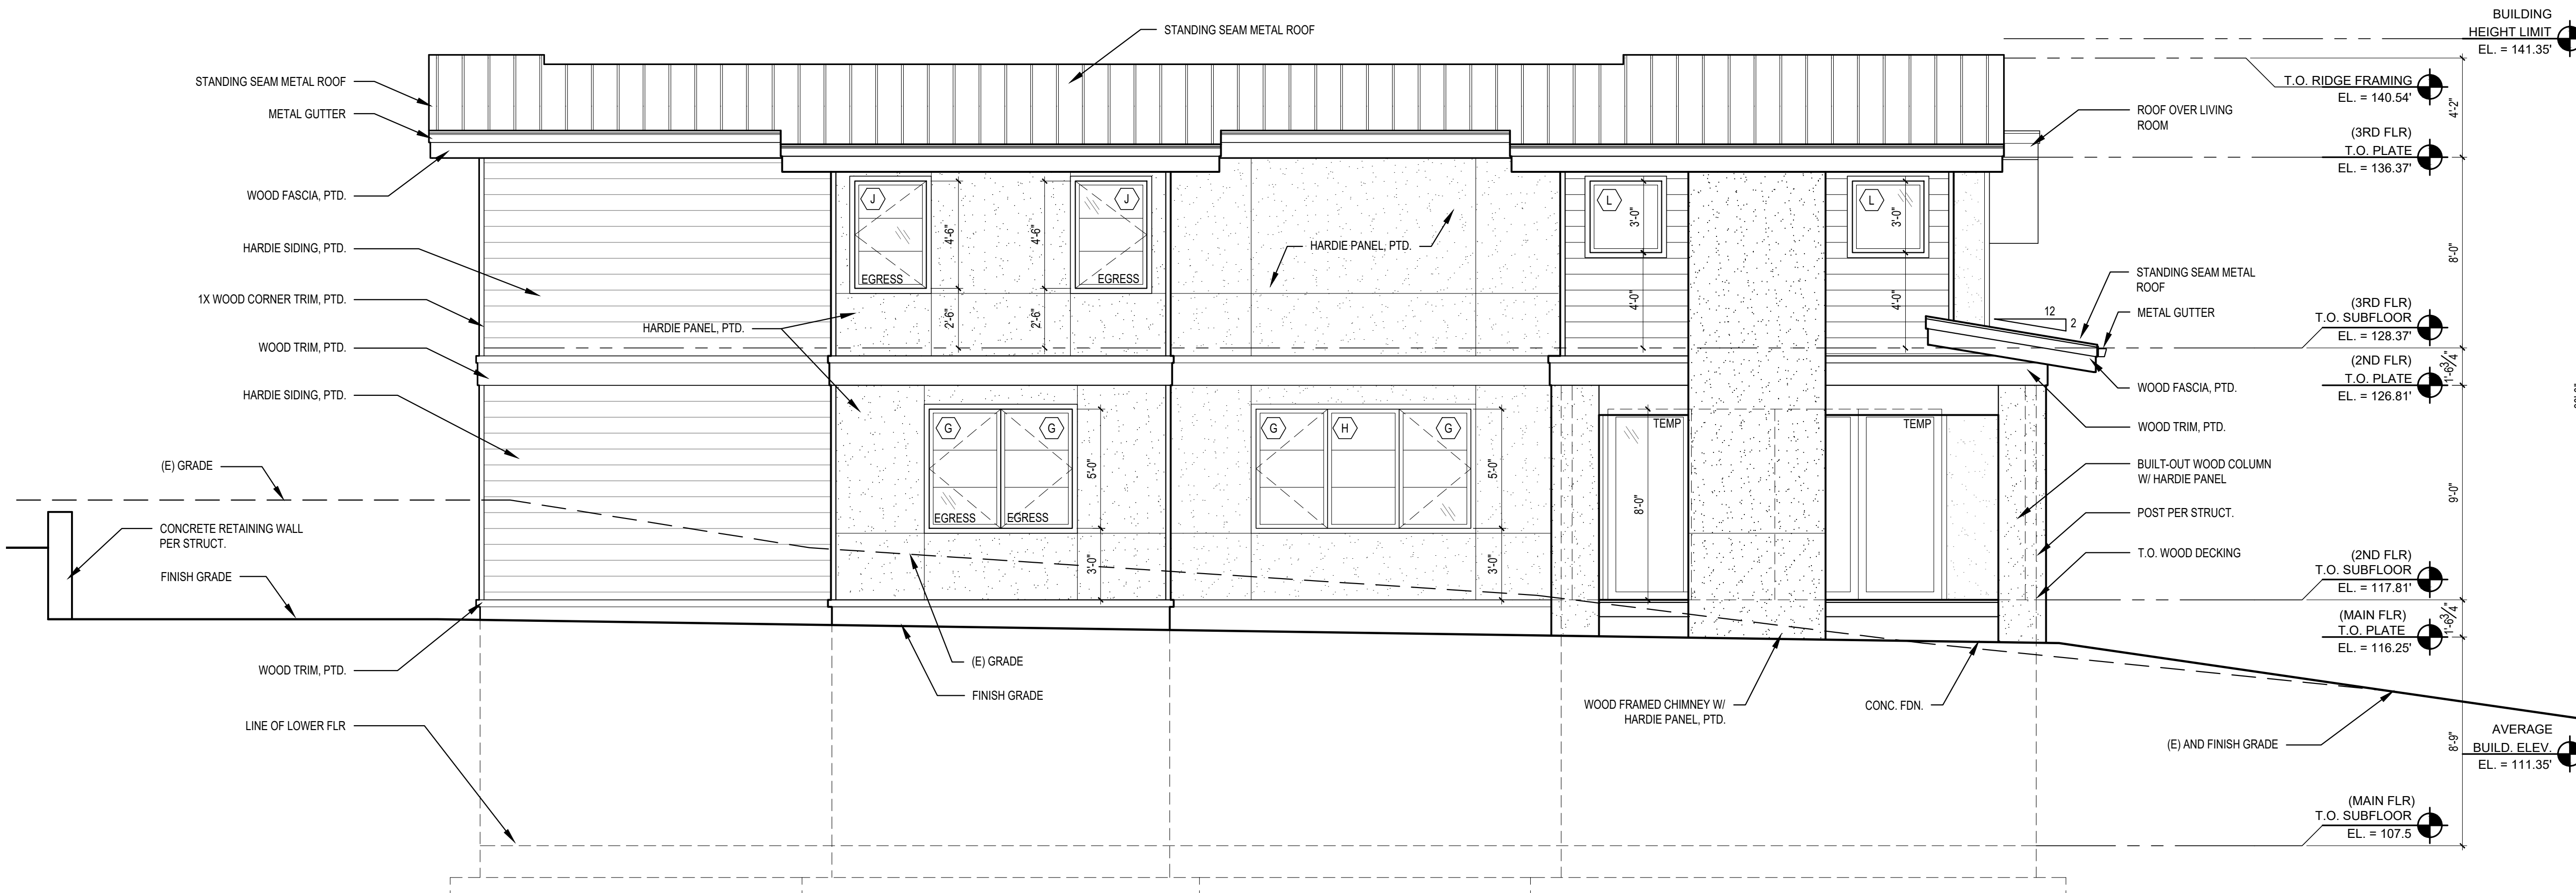 STANDING SEAM METAL ROOF
STANDING SEAM METAL ROOF
METAL GUTTER
WOOD FASCIA, PTD.
HARDIE SIDING, PTD.
1X WOOD CORNER TRIM, PTD.
WOOD TRIM, PTD.
HARDIE SIDING, PTD.
(E) GRADE
CONCRETE RETAINING WALL
PER STRUCT.
FINISH GRADE
WOOD TRIM, PTD.
LINE OF LOWER FLR
HARDIE PANEL, PTD.
J
EGRESS
4'-6"
2'-6"
4'-6"
2'-6"
J
EGRESS
HARDIE PANEL, PTD.
L
3'-0"
4'-0"
L
3'-0"
4'-0"
G
G
EGRESS
EGRESS
5'-0"
3'-0"
G
H
G
5'-0"
3'-0"
8'-0"
TEMP
TEMP
(E) GRADE
FINISH GRADE
WOOD FRAMED CHIMNEY W/
HARDIE PANEL, PTD.
CONC. FDN.
12
2
ROOF OVER LIVING
ROOM
STANDING SEAM METAL
ROOF
METAL GUTTER
WOOD FASCIA, PTD.
WOOD TRIM, PTD.
BUILT-OUT WOOD COLUMN
W/ HARDIE PANEL
POST PER STRUCT.
T.O. WOOD DECKING
(E) AND FINISH GRADE
BUILDING
HEIGHT LIMIT
EL. = 141.35'
T.O. RIDGE FRAMING
EL. = 140.54'
4'-2"
(3RD FLR)
T.O. PLATE
EL. = 136.37'
8'-0"
(3RD FLR)
T.O. SUBFLOOR
EL. = 128.37'
1'-6 3/4"
(2ND FLR)
T.O. PLATE
EL. = 126.81'
9'-0"
(2ND FLR)
T.O. SUBFLOOR
EL. = 117.81'
1'-6 3/4"
(MAIN FLR)
T.O. PLATE
EL. = 116.25'
8'-9"
AVERAGE
BUILD. ELEV.
EL. = 111.35'
(MAIN FLR)
T.O. SUBFLOOR
EL. = 107.5